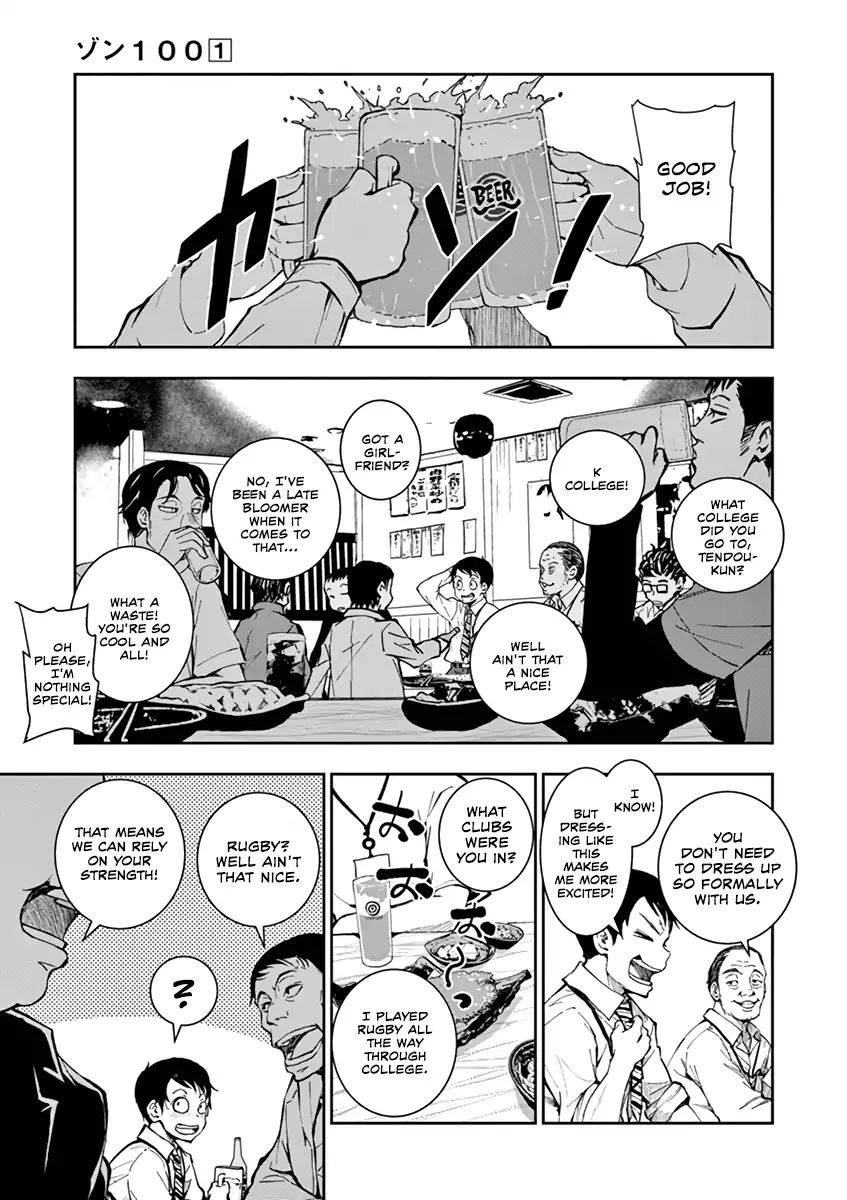 ゾン100 1
GOOD
JOB!
BEER
カン!
WHAT
COLLEGE
DID YOU
GO TO,
TENDOU-
KUN?
K
COLLEGE!
WELL
AIN'T THAT
A NICE
PLACE!
GOT A
GIRL-
FRIEND?
NO, I'VE
BEEN A LATE
BLOOMER
WHEN IT
COMES TO
THAT...
WHAT A
WASTE!
YOU'RE SO
COOL AND
ALL!
OH
PLEASE,
I'M
NOTHING
SPECIAL!
YOU
DON'T NEED
TO DRESS UP
SO FORMALLY
WITH US.
I
KNOW!
BUT
DRESS-
ING LIKE
THIS
MAKES
ME MORE
EXCITED!
WHAT
CLUBS
WERE
YOU IN?
I PLAYED
RUGBY ALL
THE WAY
THROUGH
COLLEGE.
RUGBY?
WELL AIN'T
THAT NICE.
THAT MEANS
WE CAN RELY
ON YOUR
STRENGTH!
?